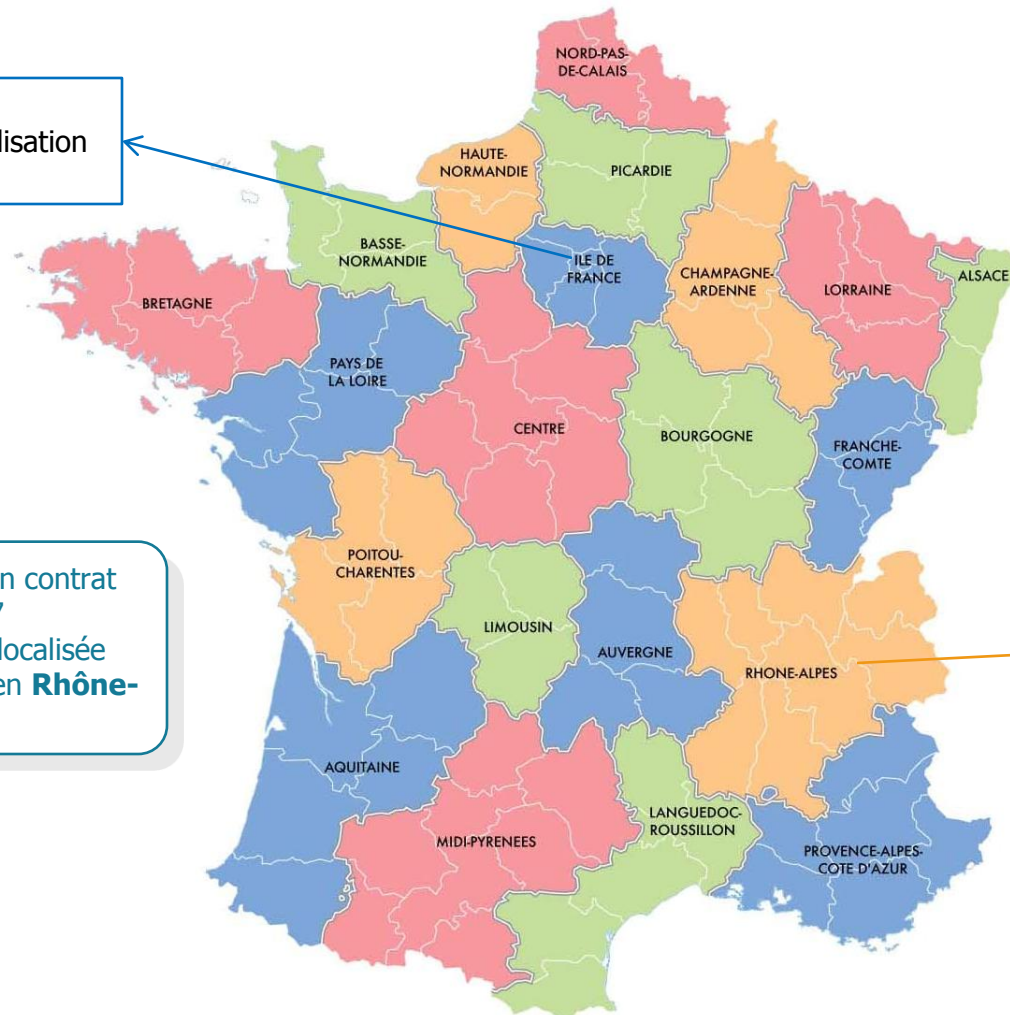 NORD-PAS-
DE-CALAIS
lisation
HAUTE-
NORMANDIE
PICARDIE
BASSE-
NORMANDIE
ILE DE
FRANCE
CHAMPAGNE-
ARDENNE
LORRAINE
ALSACE
BRETAGNE
PAYS DE
LA LOIRE
CENTRE
BOURGOGNE
FRANCHE-
COMTE
n contrat
localisée
en Rhône-
POITOU-
CHARENTES
LIMOUSIN
AUVERGNE
RHONE-ALPES
AQUITAINE
MIDI-PYRENEES
LANGUEDOC-
ROUSSILLON
PROVENCE-ALPES-
COTE D'AZUR